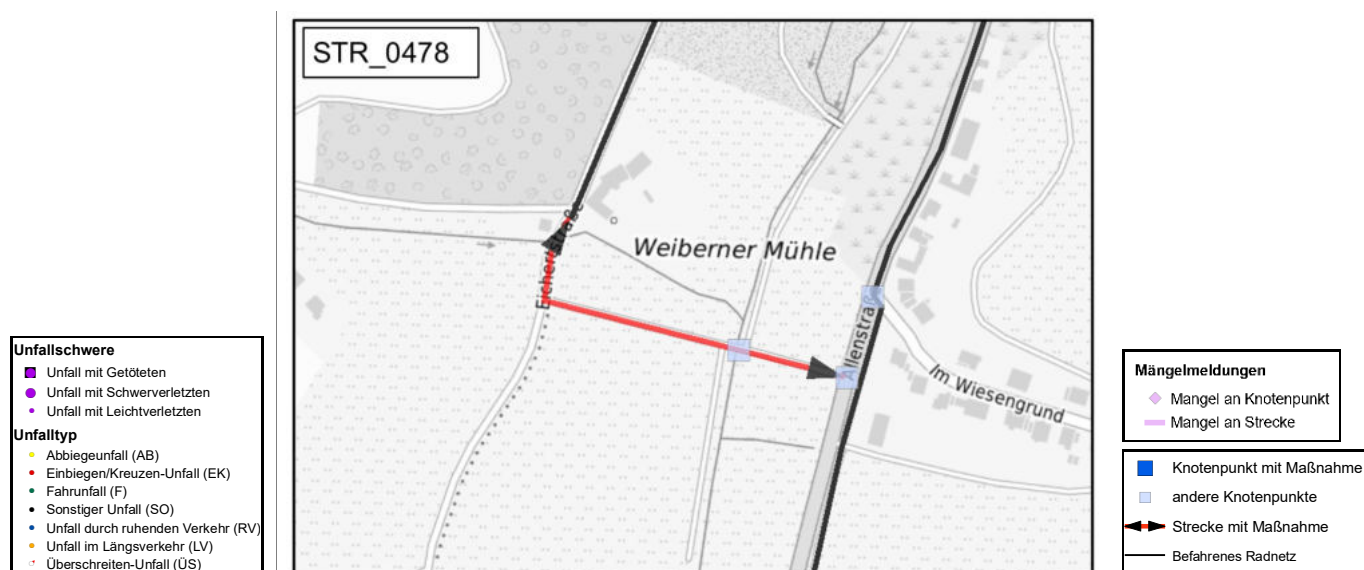 STR_0478
Eichertstraße
Weiberner Mühle
Allenstraße
Im Wiesengrund
Unfallschwere
Unfall mit Getöteten
Unfall mit Schwerverletzten
Unfall mit Leichtverletzten
Unfalltyp
Abbiegeunfall (AB)
Einbiegen/Kreuzen-Unfall (EK)
Fahrunfall (F)
Sonstiger Unfall (SO)
Unfall durch ruhenden Verkehr (RV)
Unfall im Längsverkehr (LV)
Überschreiten-Unfall (ÜS)
Mängelmeldungen
Mangel an Knotenpunkt
Mangel an Strecke
Knotenpunkt mit Maßnahme
andere Knotenpunkte
Strecke mit Maßnahme
Befahrenes Radnetz